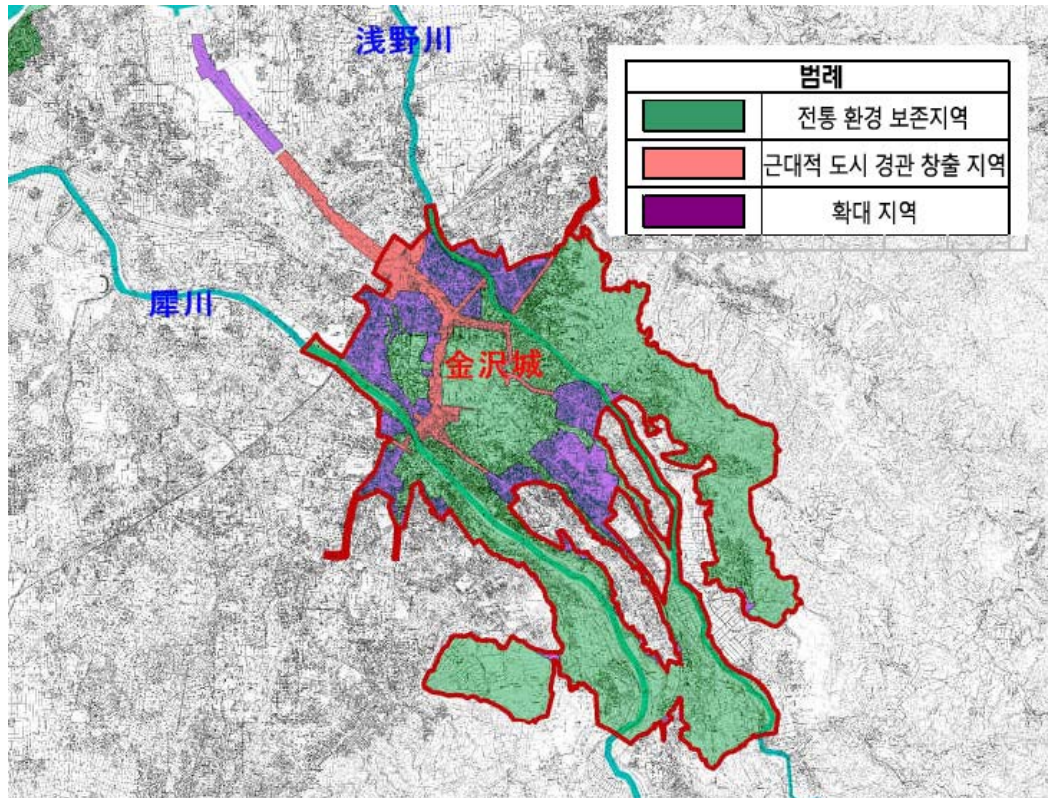 浅野川
범례
전통 환경 보존지역
근대적 도시 경관 창출 지역
확대 지역
犀川
金沢城